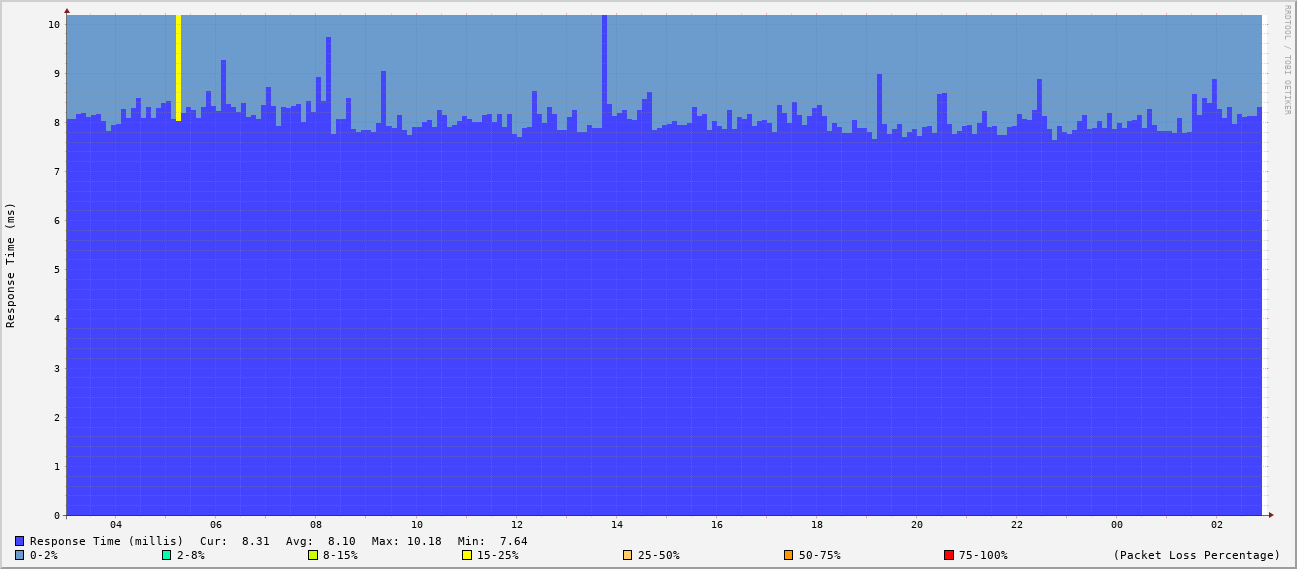 RRDTOOL / TOBI OETIKER
Response Time (ms)
10
9
8
7
6
5
4
3
2
1
0
04 06 08 10 12 14 16 18 20 22 00 02
Response Time (millis) Cur: 8.31 Avg: 8.10 Max: 10.18 Min: 7.64
0-2% 2-8% 8-15% 15-25% 25-50% 50-75% 75-100% (Packet Loss Percentage)